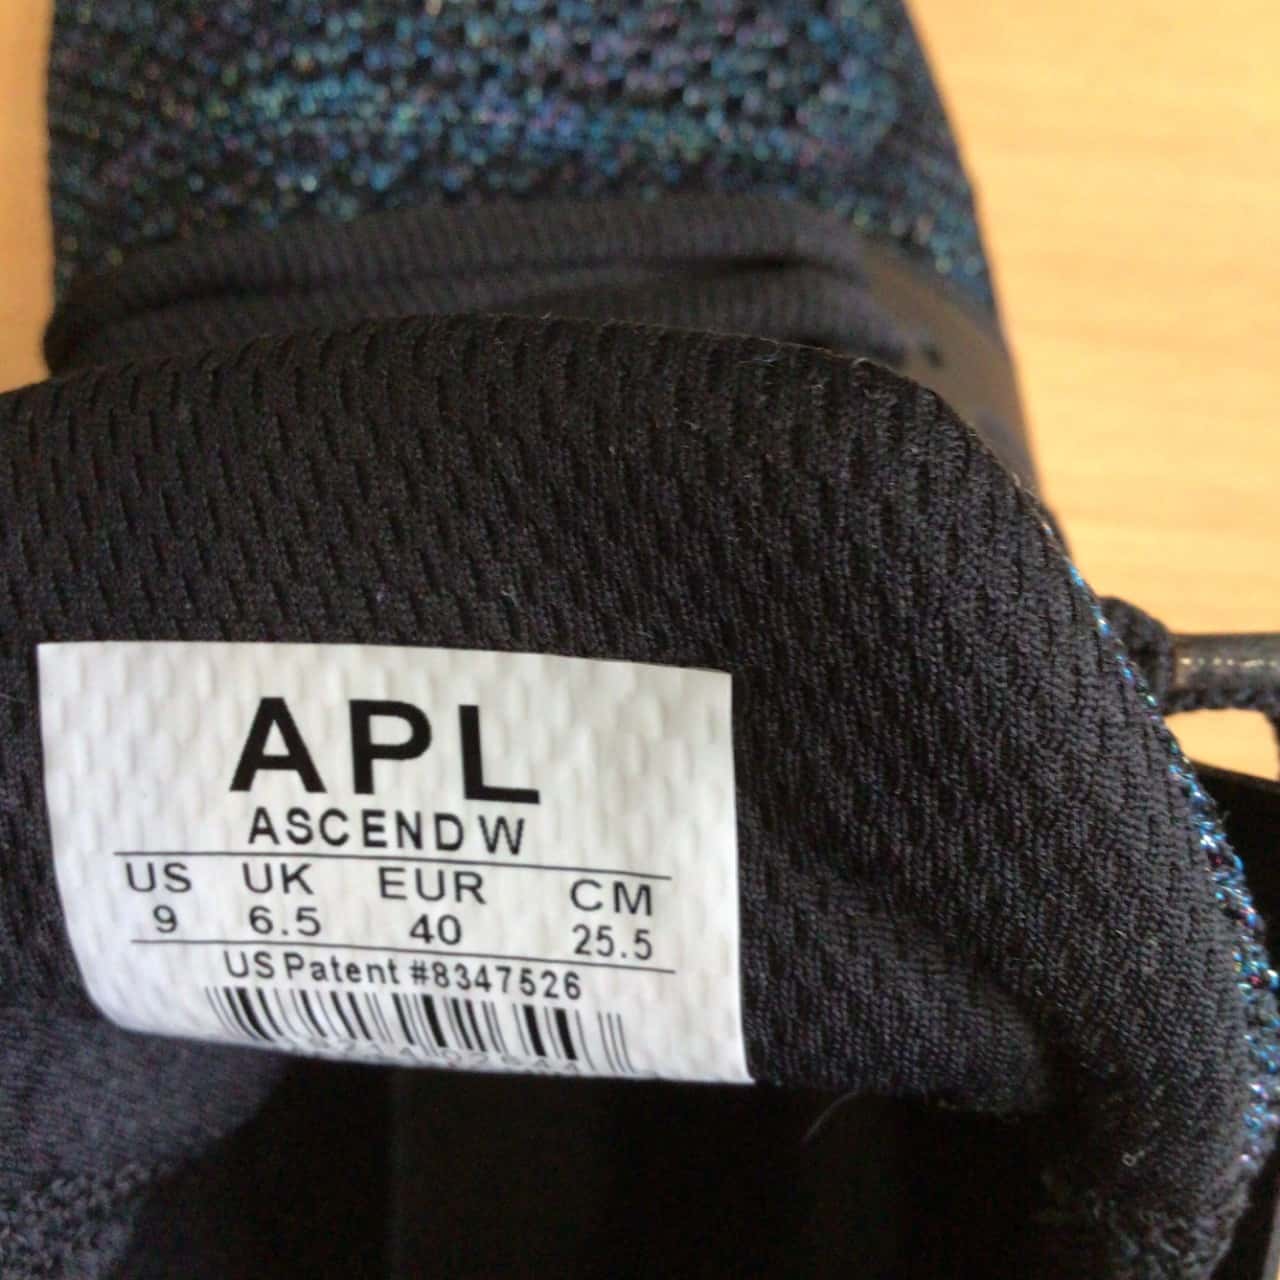 APL
ASCEND W
US UK EUR CM
9 6.5 40 25.5
US Patent #8347526